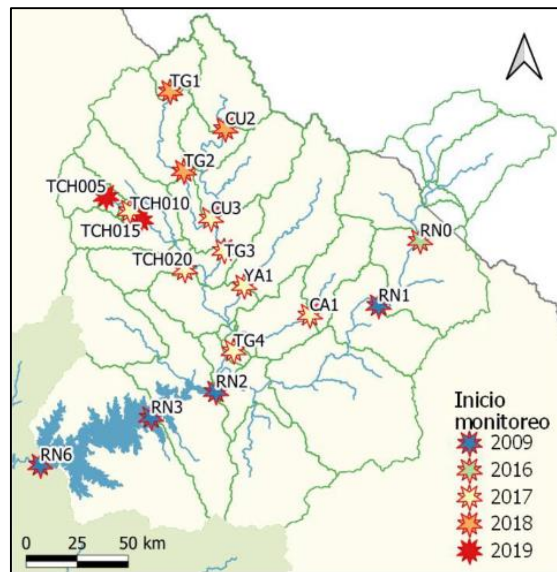 TG1
CU2
TG2
TCH005
TCH010
CU3
TCH015
RN0
TG3
TCH020
YA1
RN1
CA1
TG4
RN2
RN3
RN6
Inicio
monitoreo
2009
2016
2017
2018
2019
0 25 50 km